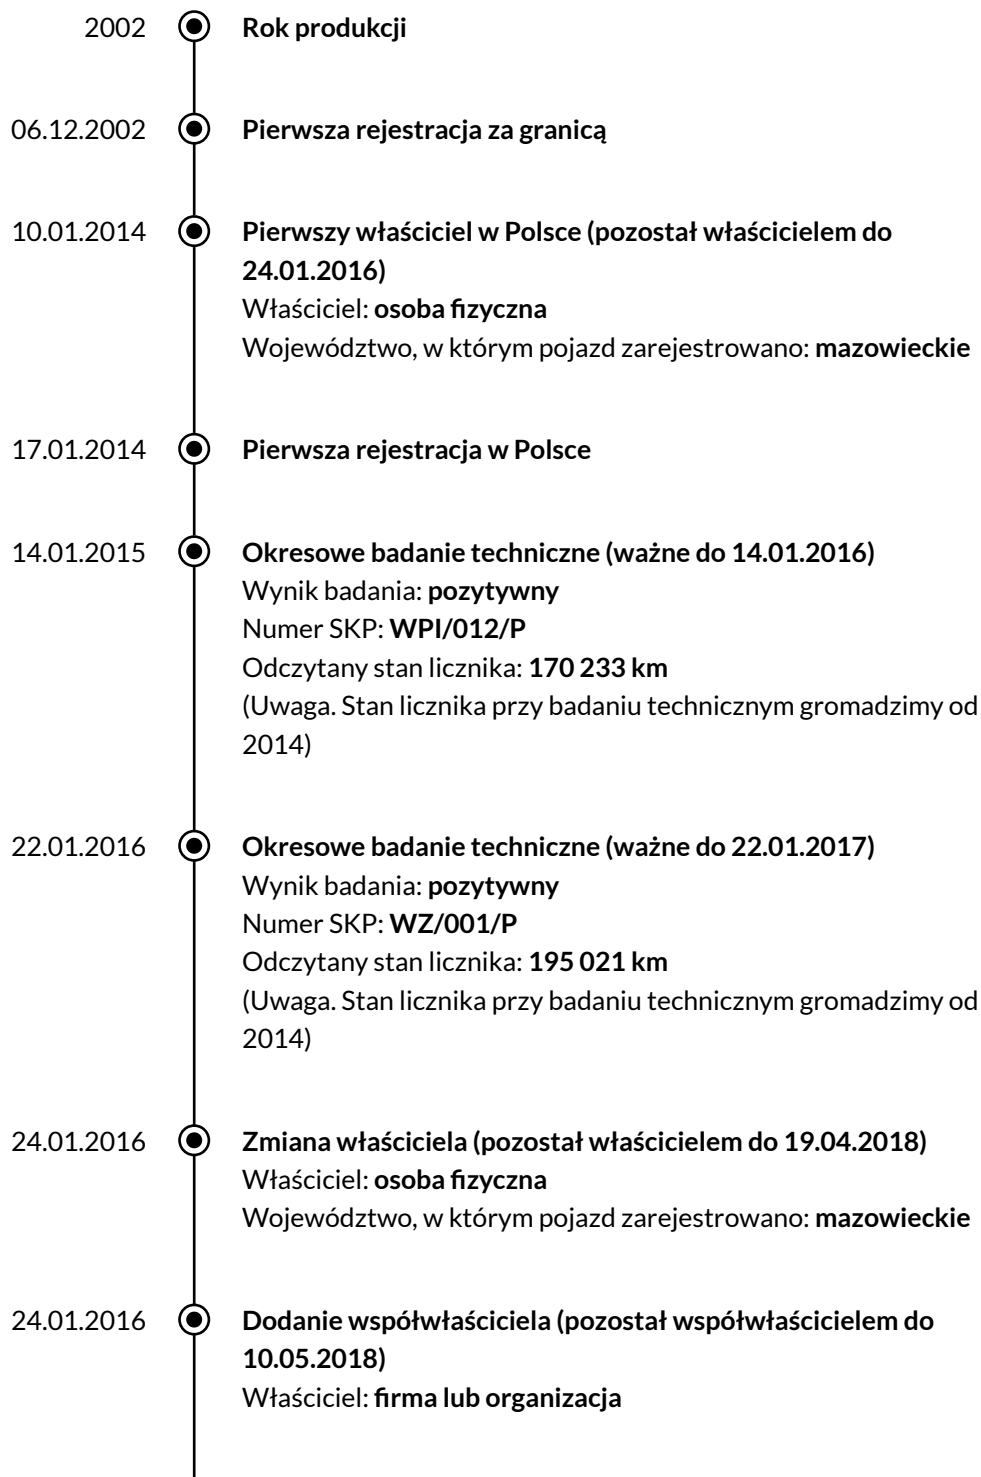 2002 Rok produkcji
06.12.2002 Pierwsza rejestracja za granicą
10.01.2014 Pierwszy właściciel w Polsce (pozostał właścicielem do
24.01.2016)
Właściciel: osoba fizyczna
Województwo, w którym pojazd zarejestrowano: mazowieckie
17.01.2014 Pierwsza rejestracja w Polsce
14.01.2015 Okresowe badanie techniczne (ważne do 14.01.2016)
Wynik badania: pozytywny
Numer SKP: WPI/012/P
Odczytany stan licznika: 170 233 km
(Uwaga. Stan licznika przy badaniu technicznym gromadzimy od
2014)
22.01.2016 Okresowe badanie techniczne (ważne do 22.01.2017)
Wynik badania: pozytywny
Numer SKP: WZ/001/P
Odczytany stan licznika: 195 021 km
(Uwaga. Stan licznika przy badaniu technicznym gromadzimy od
2014)
24.01.2016 Zmiana właściciela (pozostał właścicielem do 19.04.2018)
Właściciel: osoba fizyczna
Województwo, w którym pojazd zarejestrowano: mazowieckie
24.01.2016 Dodanie współwłaściciela (pozostał współwłaścicielem do
10.05.2018)
Właściciel: firma lub organizacja